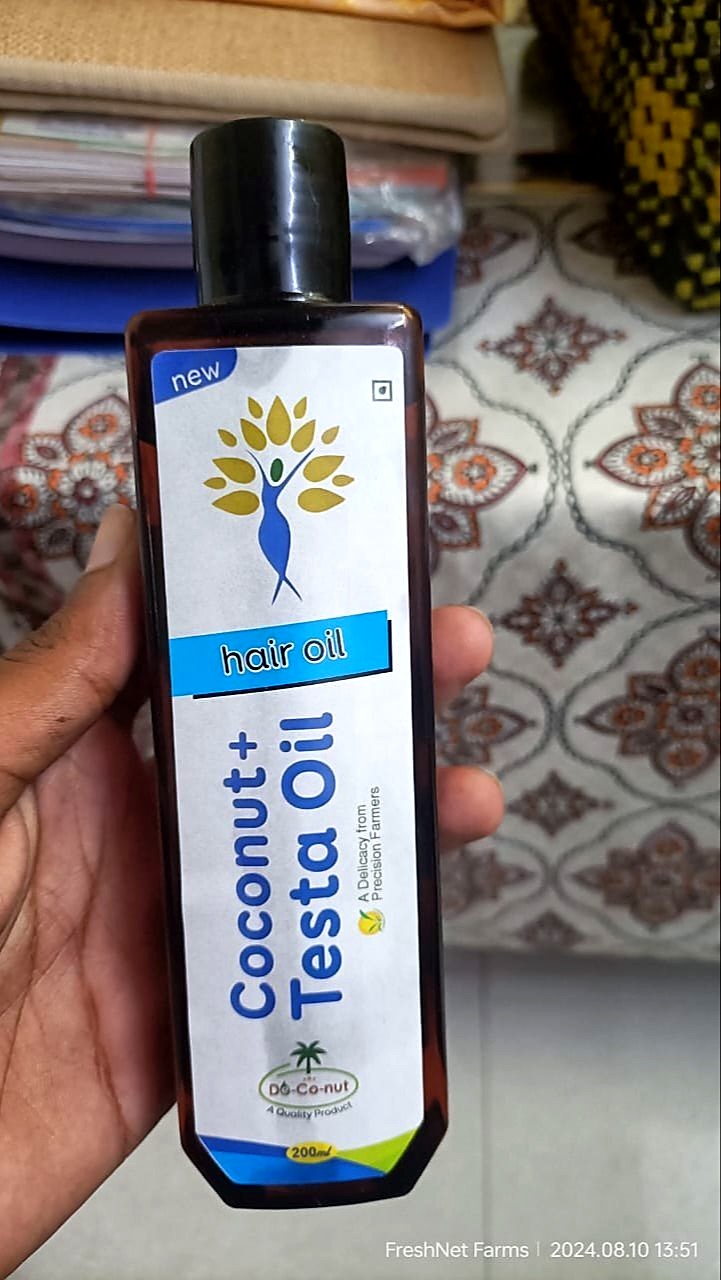 new
hair oil
Coconut+
Testa Oil
A Delicacy from
Precision Farmers
Do-Co-nut
A Quality Product
200ml
FreshNet Farms | 2024.08.10 13:51